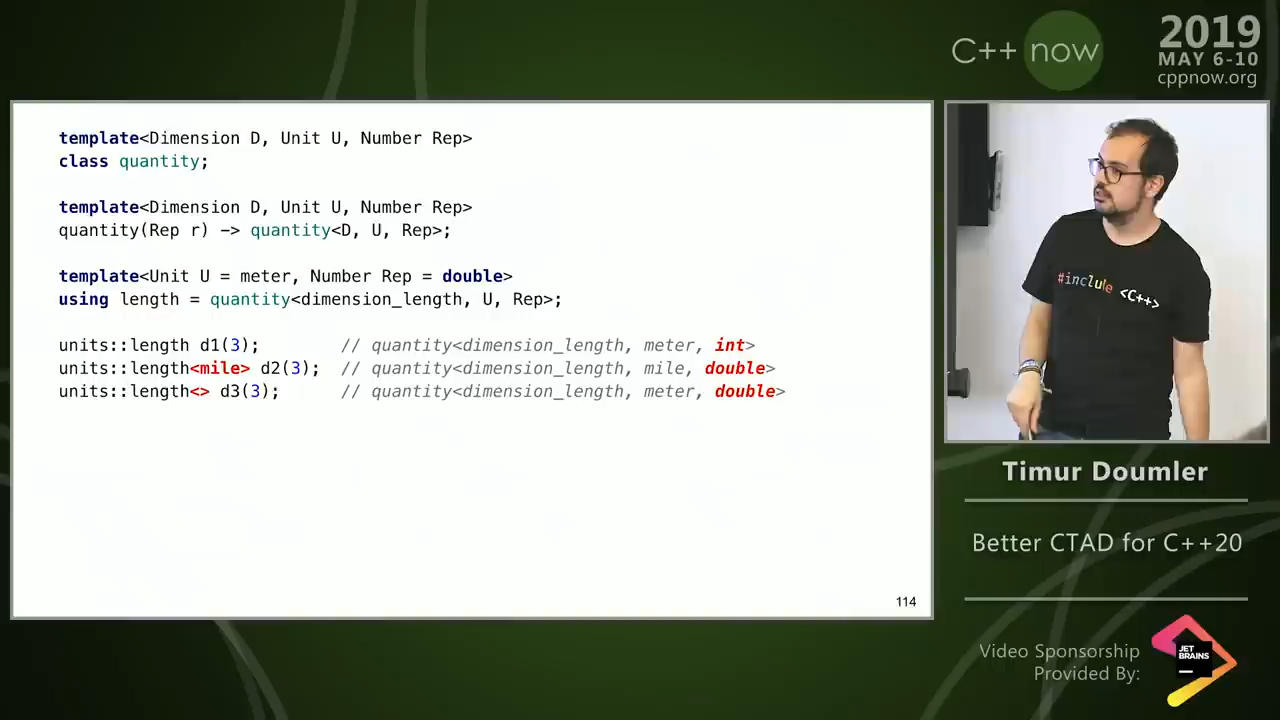 C++ now
2019
MAY 6-10
cppnow.org
template<Dimension D, Unit U, Number Rep>
class quantity;
template<Dimension D, Unit U, Number Rep>
quantity(Rep r) -> quantity<D, U, Rep>;
template<Unit U = meter, Number Rep = double>
using length = quantity<dimension_length, U, Rep>;
units::length d1(3); // quantity<dimension_length, meter, int>
units::length<mile> d2(3); // quantity<dimension_length, mile, double>
units::length<> d3(3); // quantity<dimension_length, meter, double>
114
#include <C++>
Timur Doumler
Better CTAD for C++20
Video Sponsorship
Provided By:
JET
BRAINS